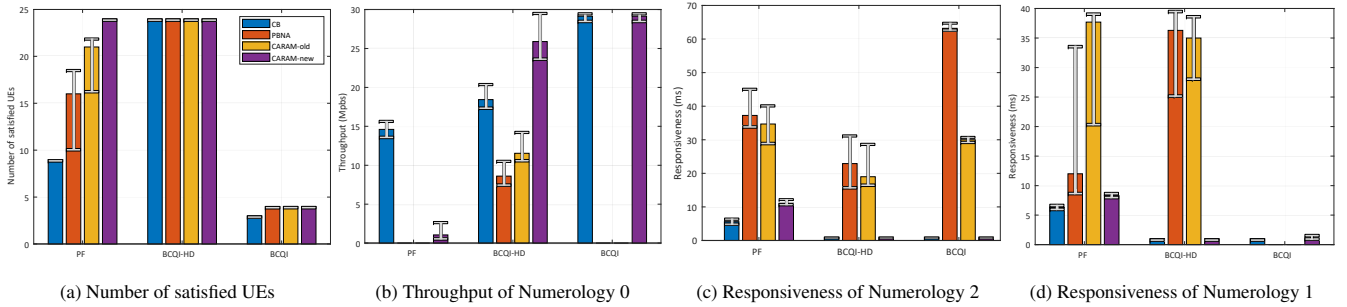 Number of satisfied UEs
25
20
15
10
5
0
PF
BCQI-HD
BCQI
CB
PBNA
CARAM-old
CARAM-new
(a) Number of satisfied UEs
Throughput (Mpbs)
30
25
20
15
10
5
0
PF
BCQI-HD
BCQI
(b) Throughput of Numerology 0
Responsiveness (ms)
70
60
50
40
30
20
10
0
PF
BCQI-HD
BCQI
(c) Responsiveness of Numerology 2
Responsiveness (ms)
40
35
30
25
20
15
10
5
0
PF
BCQI-HD
BCQI
(d) Responsiveness of Numerology 1